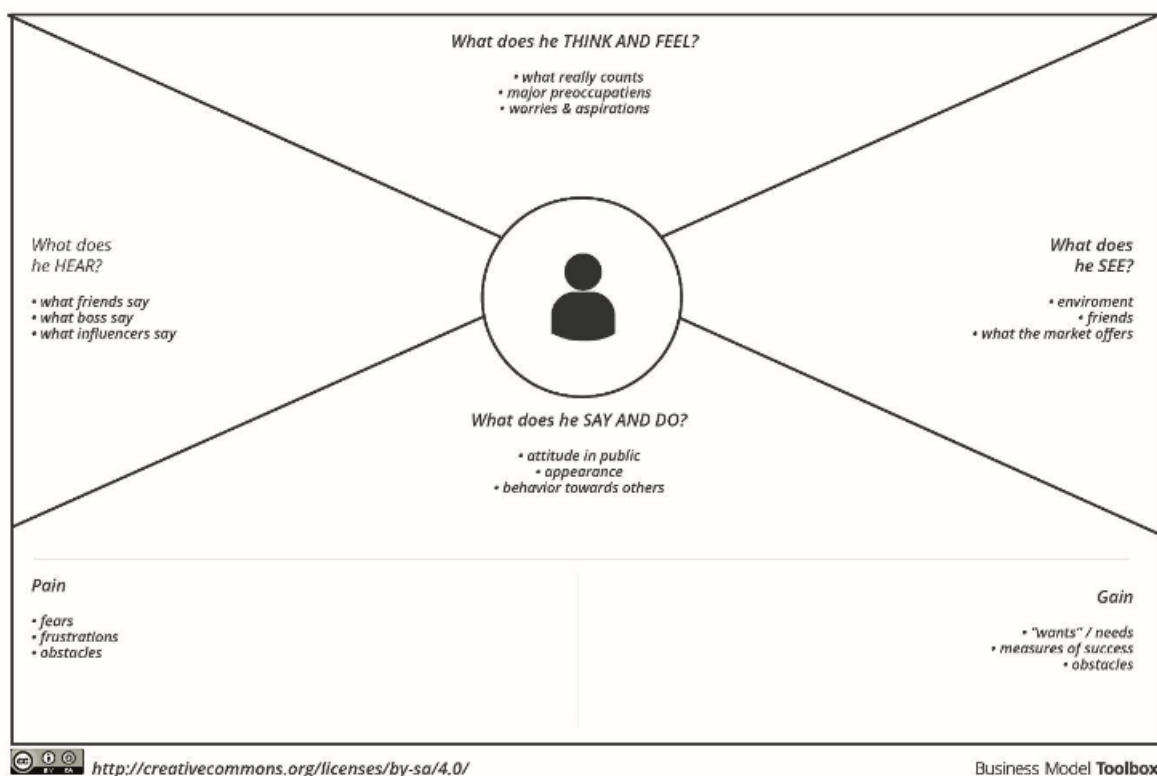 What does he THINK AND FEEL?
• what really counts
• major preoccupatiens
• worries & aspirations
What does
he HEAR?
• what friends say
• what boss say
• what influencers say
What does
he SEE?
• enviroment
• friends
• what the market offers
What does he SAY AND DO?
• attitude in public
• appearance
• behavior towards others
Pain
• fears
• frustrations
• obstacles
Gain
• "wants" / needs
• measures of success
• obstacles
cc
BY SA
http://creativecommons.org/licenses/by-sa/4.0/
Business Model Toolbox